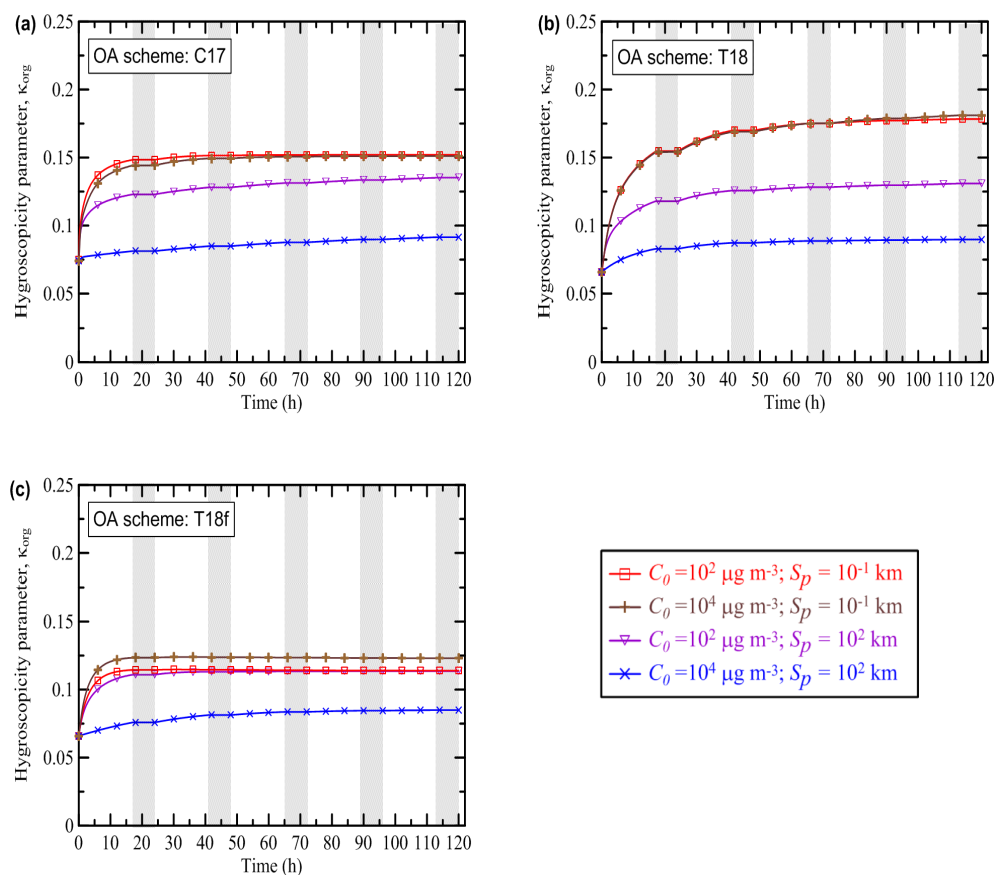 (a)
OA scheme: C17
Hygroscopicity parameter, κorg
0.25
0.2
0.15
0.1
0.05
0
0 10 20 30 40 50 60 70 80 90 100 110 120
Time (h)
(b)
OA scheme: T18
Hygroscopicity parameter, κorg
0.25
0.2
0.15
0.1
0.05
0
0 10 20 30 40 50 60 70 80 90 100 110 120
Time (h)
(c)
OA scheme: T18f
Hygroscopicity parameter, κorg
0.25
0.2
0.15
0.1
0.05
0
0 10 20 30 40 50 60 70 80 90 100 110 120
Time (h)
C₀ =10² μg m⁻³; Sp = 10⁻¹ km
C₀ =10⁴ μg m⁻³; Sp = 10⁻¹ km
C₀ =10² μg m⁻³; Sp = 10² km
C₀ =10⁴ μg m⁻³; Sp = 10² km